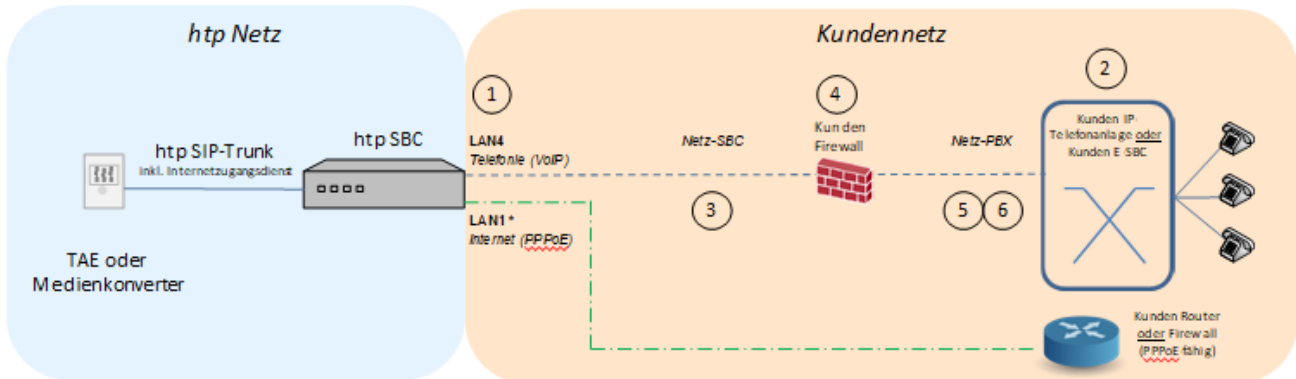 htp Netz
Kundennetz
1
4
2
htp SIP-Trunk
inkl. Internetzugangsdienst
htp SBC
LAN4
Telefonie (VoIP)
Netz-SBC
Kunden
Firewall
Netz-PBX
Kunden IP-
Telefonanlage oder
Kunden E-SBC
3
5
6
LAN1*
Internet (PPPoE)
TAE oder
Medienkonverter
Kunden Router
oder Firewall
(PPPoE fähig)